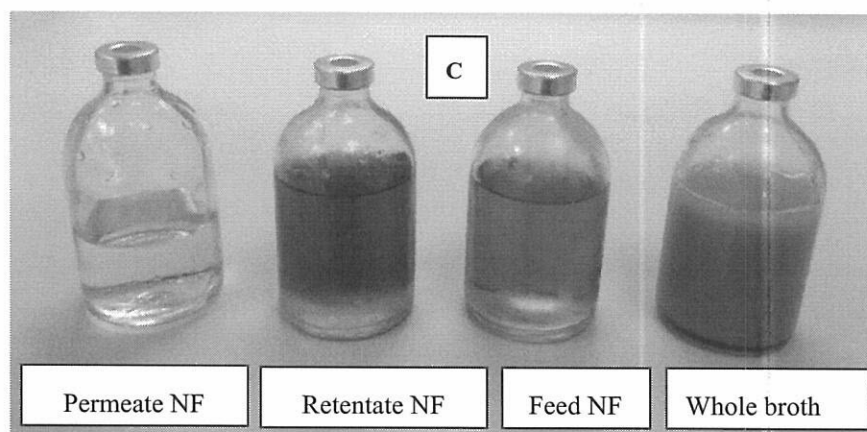 C
Permeate NF
Retentate NF
Feed NF
Whole broth